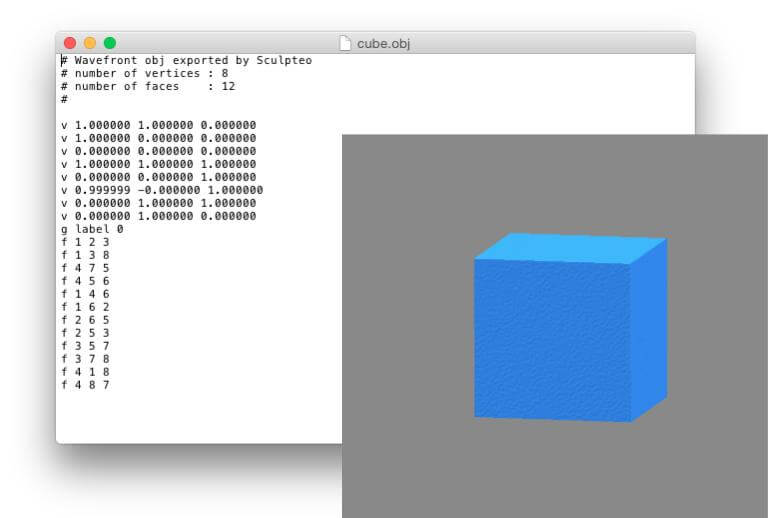 cube.obj
# Wavefront obj exported by Sculpteo
# number of vertices : 8
# number of faces    : 12
#
v 1.000000 1.000000 0.000000
v 1.000000 0.000000 0.000000
v 0.000000 0.000000 0.000000
v 1.000000 1.000000 1.000000
v 0.000000 0.000000 1.000000
v 0.999999 -0.000000 1.000000
v 0.000000 1.000000 1.000000
v 0.000000 1.000000 0.000000
g label 0
f 1 2 3
f 1 3 8
f 4 7 5
f 4 5 6
f 1 4 6
f 1 6 2
f 2 6 5
f 2 5 3
f 3 5 7
f 3 7 8
f 4 1 8
f 4 8 7